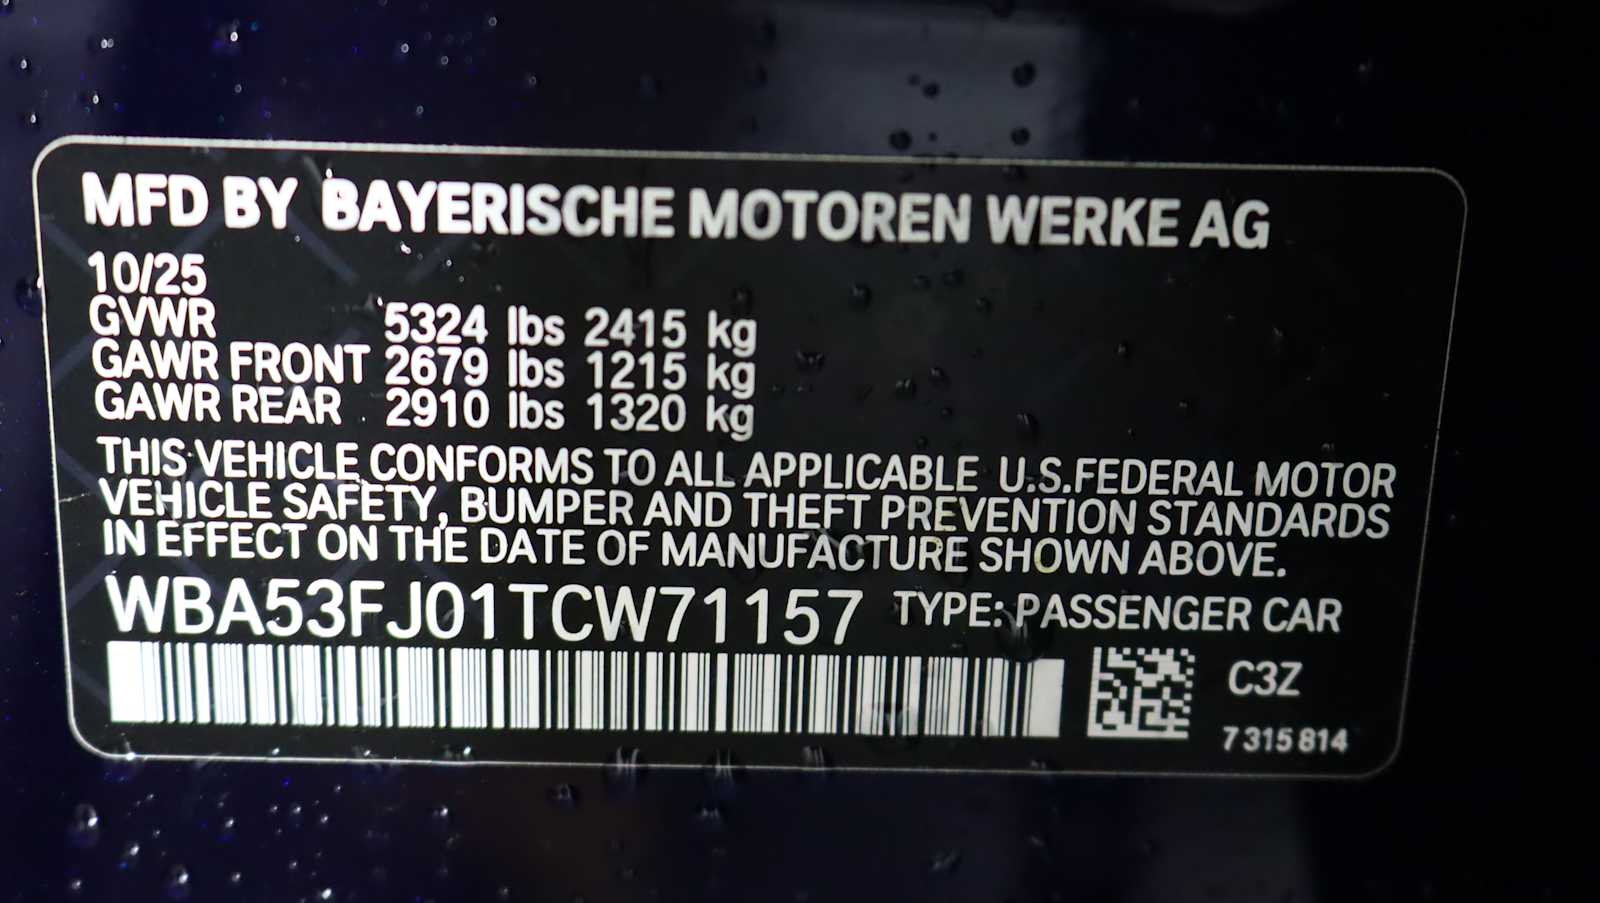 MFD BY BAYERISCHE MOTOREN WERKE AG
10/25
GVWR 5324 lbs 2415 kg
GAWR FRONT 2679 lbs 1215 kg
GAWR REAR 2910 lbs 1320 kg
THIS VEHICLE CONFORMS TO ALL APPLICABLE U.S.FEDERAL MOTOR
VEHICLE SAFETY, BUMPER AND THEFT PREVENTION STANDARDS
IN EFFECT ON THE DATE OF MANUFACTURE SHOWN ABOVE.
WBA53FJ01TCW71157 TYPE: PASSENGER CAR
C3Z
7 315 814